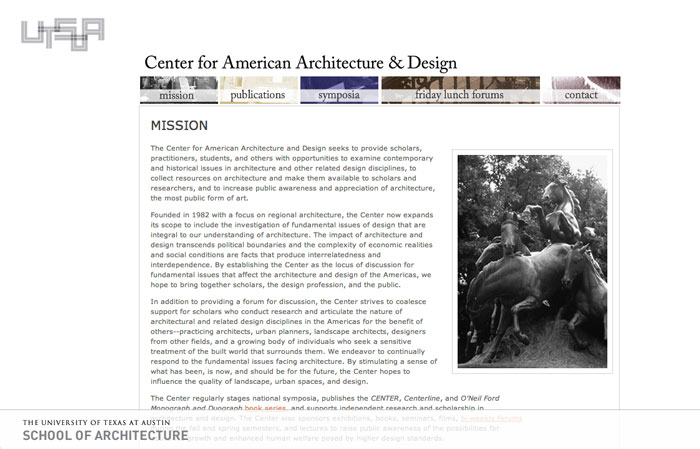 UTSOA
Center for American Architecture & Design
mission publications symposia friday lunch forums contact
MISSION
The Center for American Architecture and Design seeks to provide scholars,
practitioners, students, and others with opportunities to examine contemporary
and historical issues in architecture and other related design disciplines, to
collect resources on architecture and make them available to scholars and
researchers, and to increase public awareness and appreciation of architecture,
the most public form of art.
Founded in 1982 with a focus on regional architecture, the Center now expands
its scope to include the investigation of fundamental issues of design that are
integral to our understanding of architecture. The impact of architecture and
design transcends political boundaries and the complexity of economic realities
and social conditions are facts that produce interrelatedness and
interdependence. By establishing the Center as the locus of discussion for
fundamental issues that affect the architecture and design of the Americas, we
hope to bring together scholars, the design profession, and the public.
In addition to providing a forum for discussion, the Center strives to coalesce
support for scholars who conduct research and articulate the nature of
architectural and related design disciplines in the Americas for the benefit of
others--practicing architects, urban planners, landscape architects, designers
from other fields, and a growing body of individuals who seek a sensitive
treatment of the built world that surrounds them. We endeavor to continually
respond to the fundamental issues facing architecture. By stimulating a sense of
what has been, is now, and should be for the future, the Center hopes to
influence the quality of landscape, urban spaces, and design.
The Center regularly stages national symposia, publishes the CENTER, Centerline, and O'Neil Ford
Monograph and Duograph book series, and supports independent research and scholarship in
architecture and design. The Center also sponsors exhibitions, books, seminars, films, bi-weekly forums
fall and spring semesters, and lectures to raise public awareness of the possibilities for
growth and enhanced human welfare posed by higher design standards.
THE UNIVERSITY OF TEXAS AT AUSTIN
SCHOOL OF ARCHITECTURE